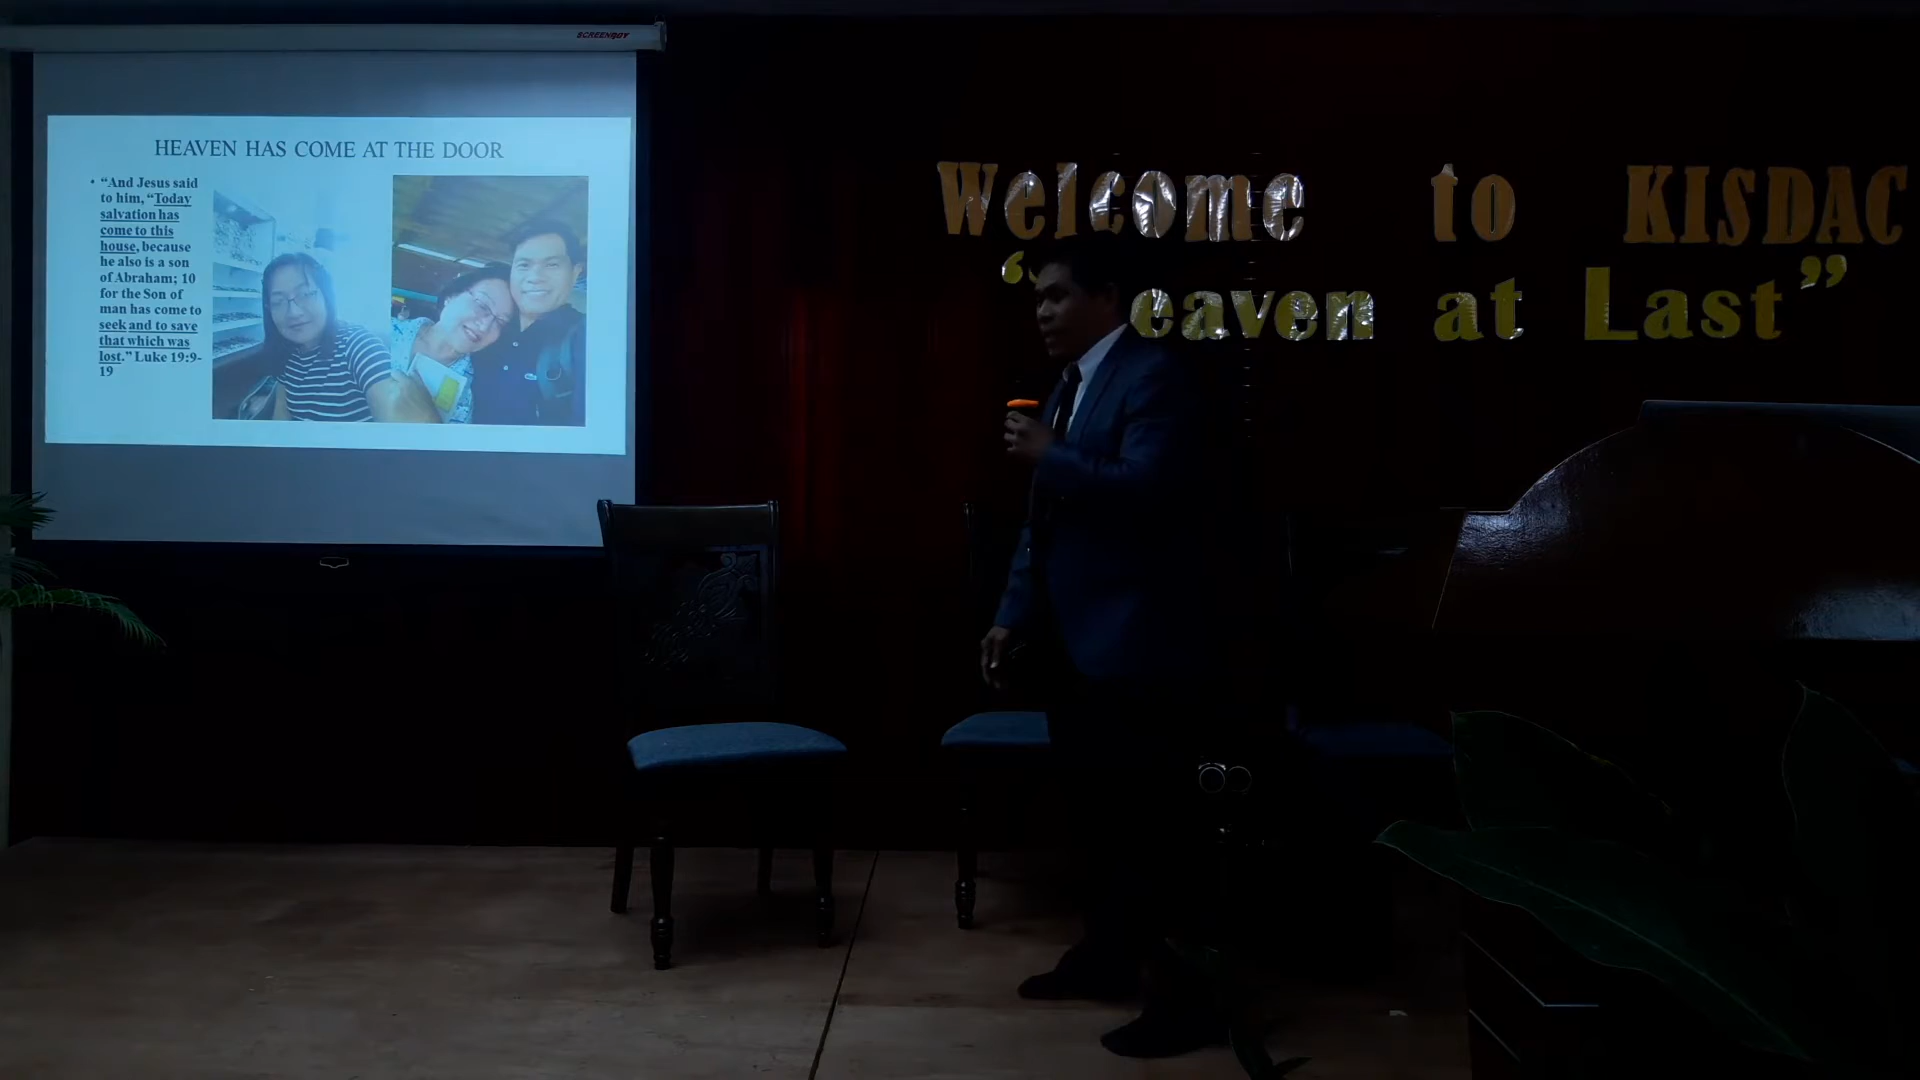 SCREENBOY
HEAVEN HAS COME AT THE DOOR
• “And Jesus said
to him, “Today
salvation has
come to this
house, because
he also is a son
of Abraham; 10
for the Son of
man has come to
seek and to save
that which was
lost.” Luke 19:9-
19
Welcome to KISDAC
“ eaven at Last”